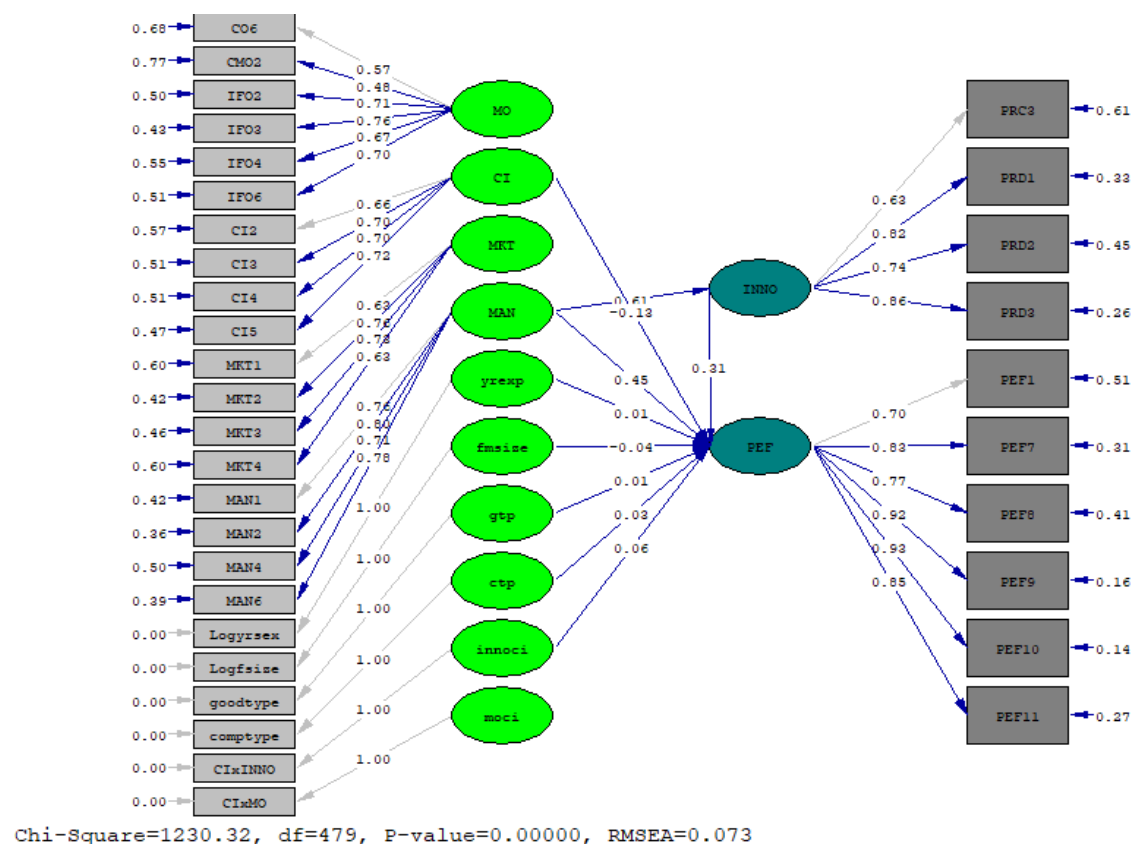 0.68 CO6
0.77 CMO2
0.50 IFO2
0.43 IFO3
0.55 IFO4
0.51 IFO6
0.57 CI2
0.51 CI3
0.51 CI4
0.47 CI5
0.60 MKT1
0.42 MKT2
0.46 MKT3
0.60 MKT4
0.42 MAN1
0.36 MAN2
0.50 MAN4
0.39 MAN6
0.00 Logyrsex
0.00 Logfsize
0.00 goodtype
0.00 comptype
0.00 CIxINNO
0.00 CIxMO
0.57
0.48
0.71
0.76
0.67
0.70
0.66
0.70
0.70
0.72
0.63
0.76
0.73
0.63
0.76
0.80
0.71
0.78
1.00
1.00
1.00
1.00
1.00
1.00
MO
CI
MKT
MAN
yrexp
fmsize
gtp
ctp
innoci
moci
0.61
-0.13
0.31
0.45
0.01
-0.04
0.01
0.03
0.06
INNO
PEF
0.63
0.82
0.74
0.86
0.70
0.83
0.77
0.92
0.93
0.85
PRC3 0.61
PRD1 0.33
PRD2 0.45
PRD3 0.26
PEF1 0.51
PEF7 0.31
PEF8 0.41
PEF9 0.16
PEF10 0.14
PEF11 0.27
Chi-Square=1230.32, df=479, P-value=0.00000, RMSEA=0.073